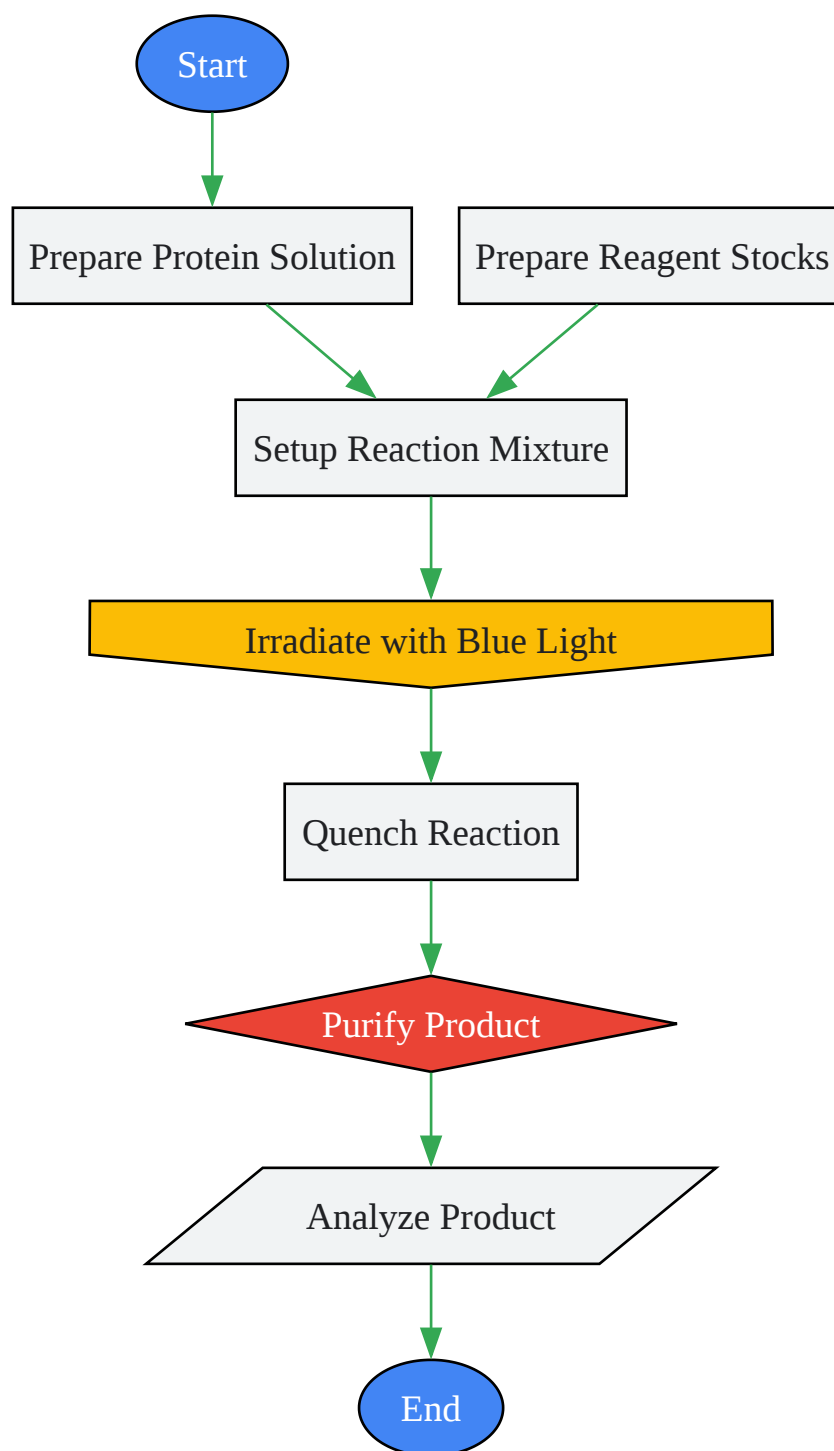 Start
Prepare Protein Solution
Prepare Reagent Stocks
Setup Reaction Mixture
Irradiate with Blue Light
Quench Reaction
Purify Product
Analyze Product
End